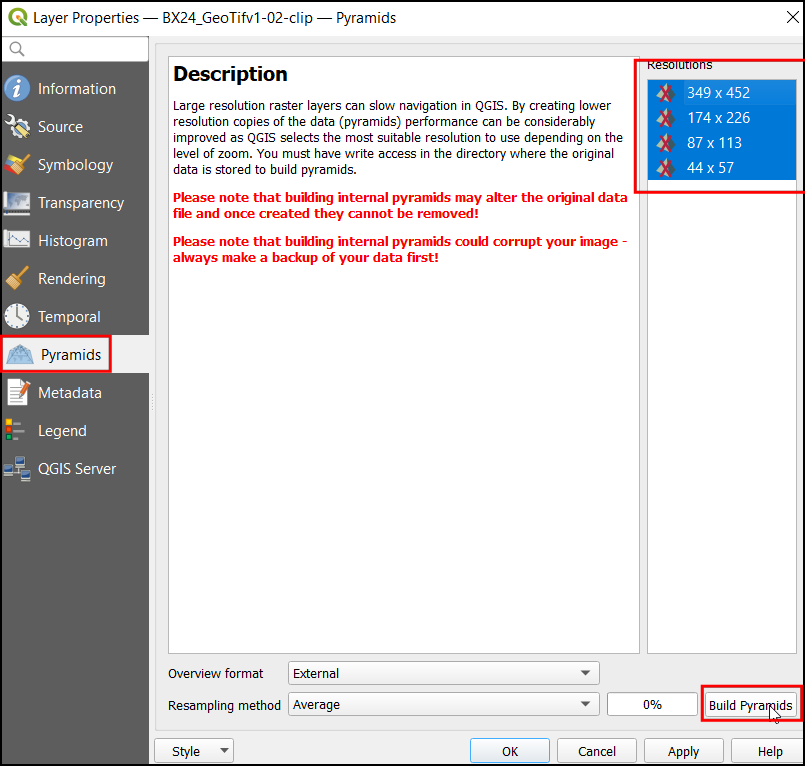 Layer Properties — BX24_GeoTifv1-02-clip — Pyramids
Information
Source
Symbology
Transparency
Histogram
Rendering
Temporal
Pyramids
Metadata
Legend
QGIS Server
Description
Large resolution raster layers can slow navigation in QGIS. By creating lower
resolution copies of the data (pyramids) performance can be considerably
improved as QGIS selects the most suitable resolution to use depending on the
level of zoom. You must have write access in the directory where the original
data is stored to build pyramids.
Please note that building internal pyramids may alter the original data
file and once created they cannot be removed!
Please note that building internal pyramids could corrupt your image -
always make a backup of your data first!
Resolutions
349 x 452
174 x 226
87 x 113
44 x 57
Overview format
External
Resampling method
Average
0%
Build Pyramids
Style
OK
Cancel
Apply
Help